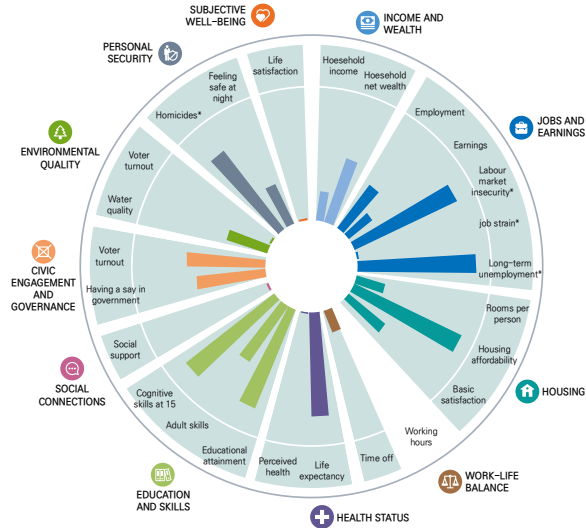 SUBJECTIVE
WELL-BEING
INCOME AND
WEALTH
PERSONAL
SECURITY
Life
satisfaction
Hoesehold
income
Hoesehold
net wealth
Feeling
safe at
night
Homicides*
Employment
JOBS AND
EARNINGS
Earnings
Labour
market
insecurity*
job strain*
Long-term
unemployment*
ENVIRONMENTAL
QUALITY
Voter
turnout
Water
quality
Voter
turnout
Having a say in
government
CIVIC
ENGAGEMENT
AND
GOVERNANCE
Rooms per
person
Housing
affordability
Basic
satisfaction
HOUSING
Social
support
SOCIAL
CONNECTIONS
Cognitive
skills at 15
Adult skills
Educational
attainment
EDUCATION
AND SKILLS
Perceived
health
Life
expectancy
HEALTH STATUS
Time off
Working
hours
WORK-LIFE
BALANCE